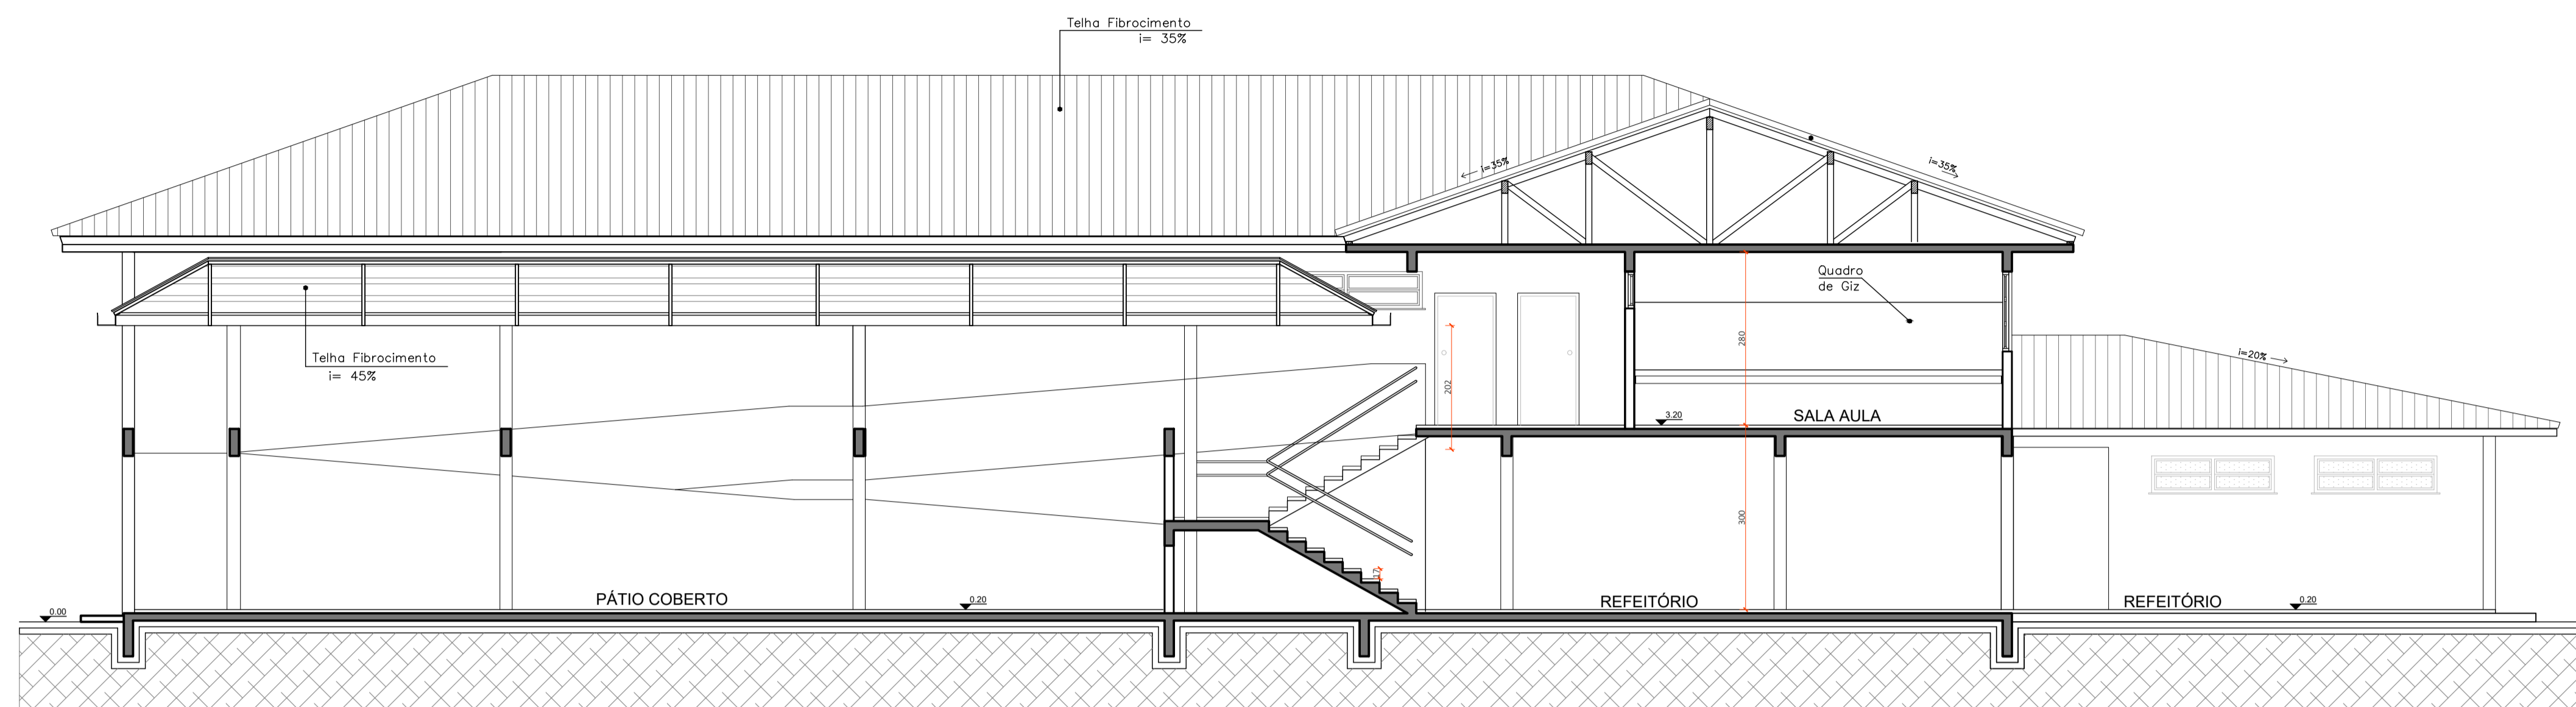 Telha Fibrocimento
i= 35%
i=35%
i=35%
Quadro
de Giz
280
Telha Fibrocimento
i= 45%
i=20%
202
3.20
SALA AULA
300
17
0.00
PÁTIO COBERTO
0.20
REFEITÓRIO
REFEITÓRIO
0.20